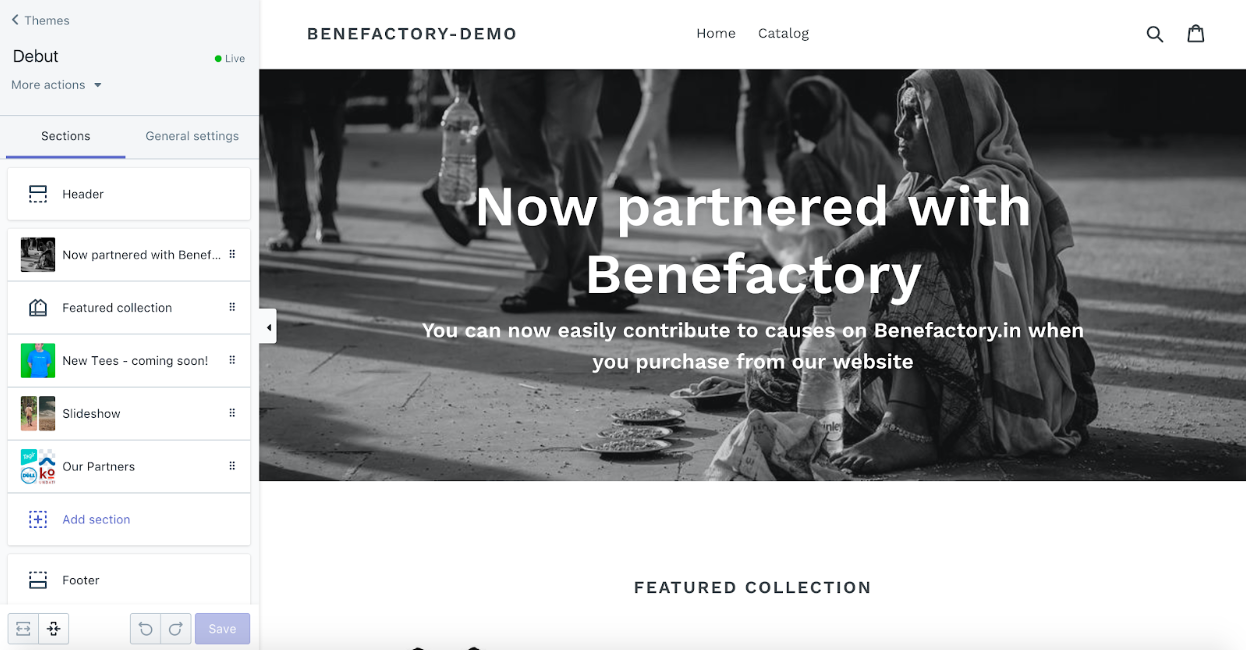 Themes
Debut
Live
More actions
Sections
General settings
Header
Now partnered with Benef...
Featured collection
New Tees - coming soon!
Slideshow
Our Partners
Add section
Footer
Save
BENEFACTORY-DEMO
Home
Catalog
Now partnered with
Benefactory
You can now easily contribute to causes on Benefactory.in when
you purchase from our website
FEATURED COLLECTION